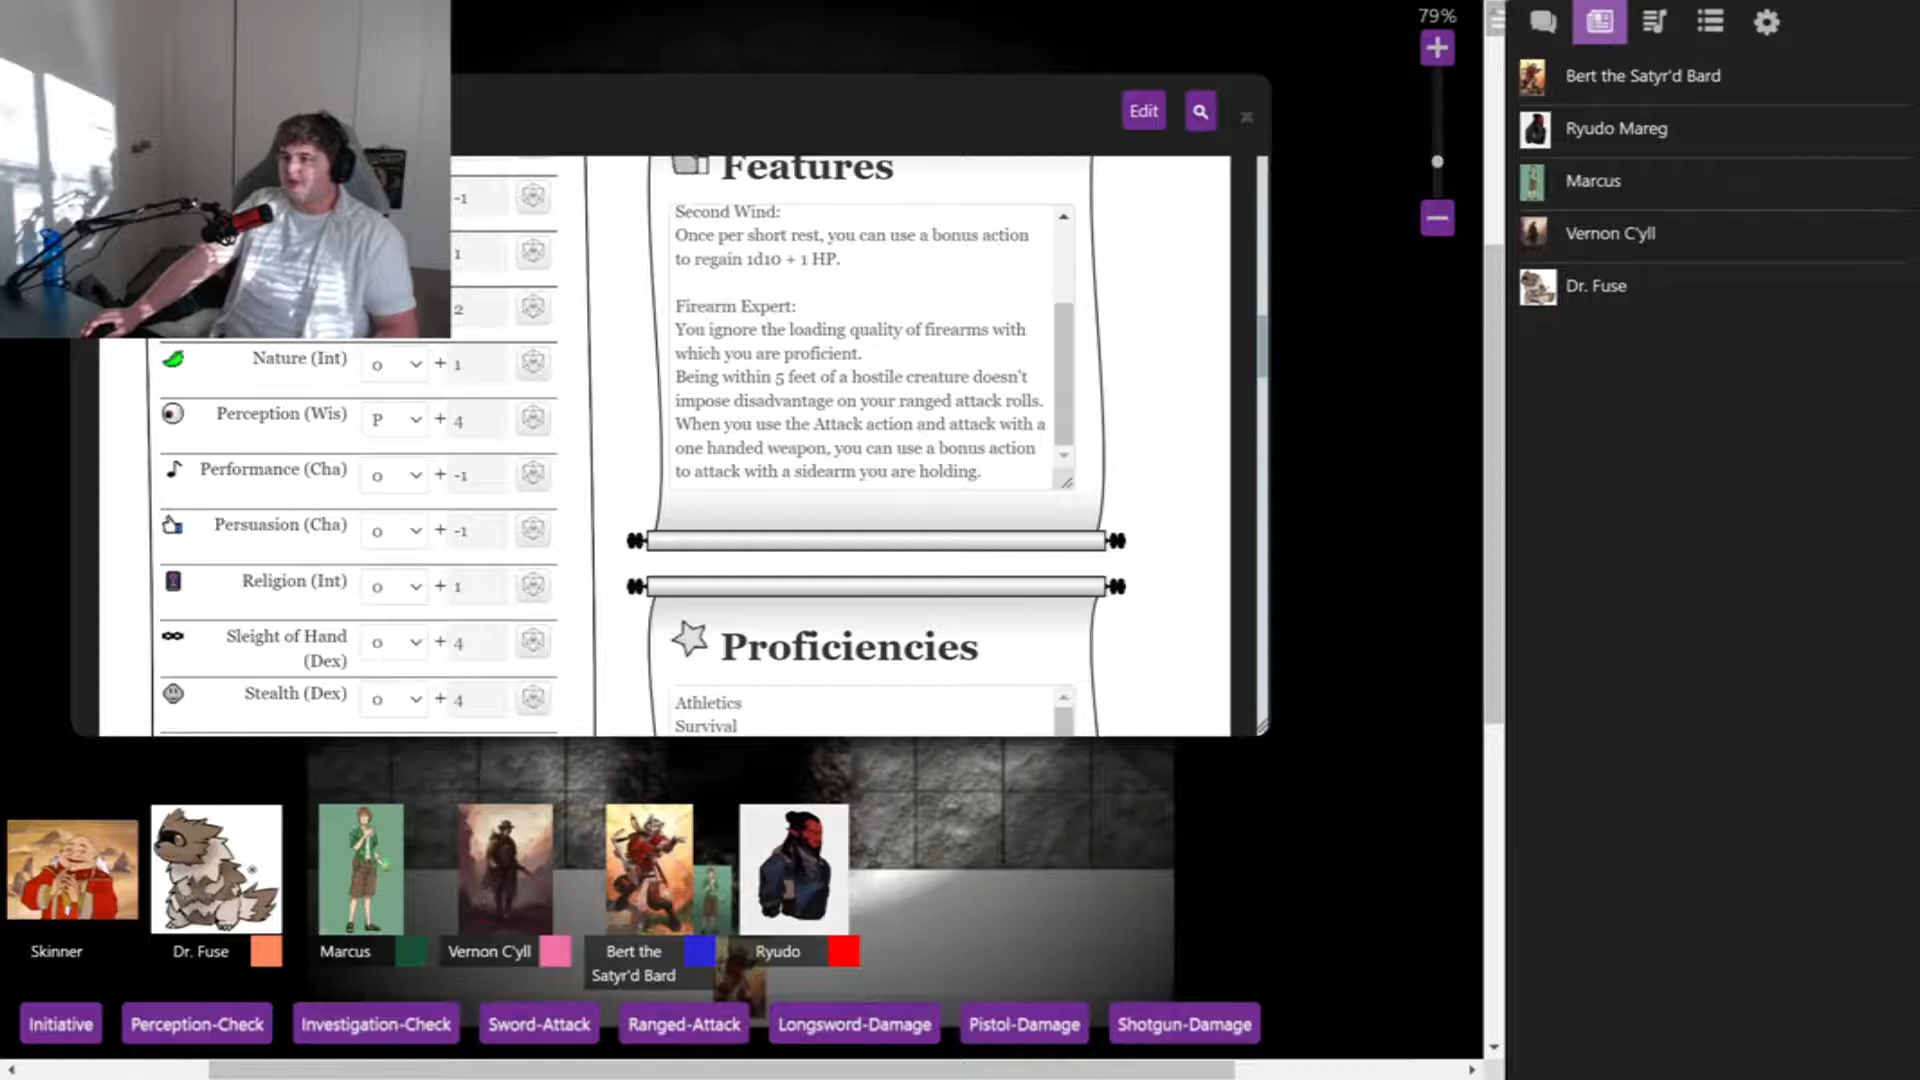 79%
Edit
Features
Second Wind:
Once per short rest, you can use a bonus action
to regain 1d10 + 1 HP.
Firearm Expert:
You ignore the loading quality of firearms with
which you are proficient.
Being within 5 feet of a hostile creature doesn't
impose disadvantage on your ranged attack rolls.
When you use the Attack action and attack with a
one handed weapon, you can use a bonus action
to attack with a sidearm you are holding.
-1
1
2
Nature (Int) 0 + 1
Perception (Wis) P + 4
Performance (Cha) 0 + -1
Persuasion (Cha) 0 + -1
Religion (Int) 0 + 1
Sleight of Hand
(Dex) 0 + 4
Stealth (Dex) 0 + 4
Proficiencies
Athletics
Survival
Bert the Satyr'd Bard
Ryudo Mareg
Marcus
Vernon C'yll
Dr. Fuse
Skinner
Dr. Fuse
Marcus
Vernon C'yll
Bert the
Satyr'd Bard
Ryudo
Initiative
Perception-Check
Investigation-Check
Sword-Attack
Ranged-Attack
Longsword-Damage
Pistol-Damage
Shotgun-Damage